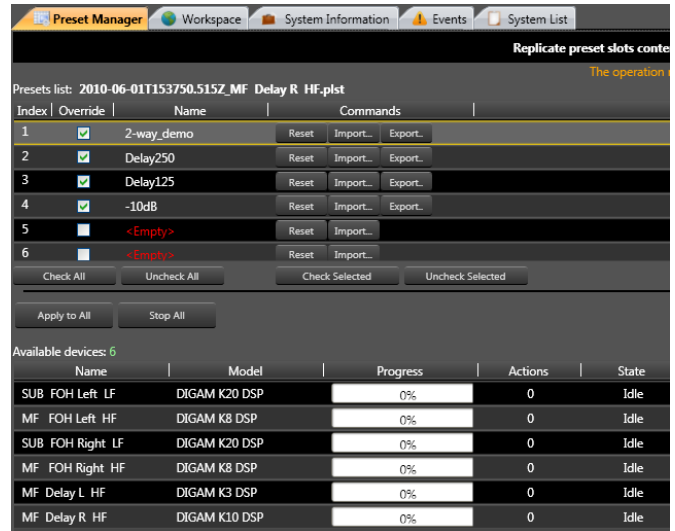 Preset Manager Workspace System Information Events System List
Replicate preset slots conte
The operation
Presets list: 2010-06-01T153750.515Z_MF Delay R HF.plst
Index Override Name Commands
1 2-way_demo Reset Import... Export..
2 Delay250 Reset Import... Export..
3 Delay125 Reset Import... Export..
4 -10dB Reset Import... Export..
5 <Empty> Reset Import...
6 <Empty> Reset Import...
Check All Uncheck All Check Selected Uncheck Selected
Apply to All Stop All
Available devices: 6
Name Model Progress Actions State
SUB FOH Left LF DIGAM K20 DSP 0% 0 Idle
MF FOH Left HF DIGAM K8 DSP 0% 0 Idle
SUB FOH Right LF DIGAM K20 DSP 0% 0 Idle
MF FOH Right HF DIGAM K8 DSP 0% 0 Idle
MF Delay L HF DIGAM K3 DSP 0% 0 Idle
MF Delay R HF DIGAM K10 DSP 0% 0 Idle